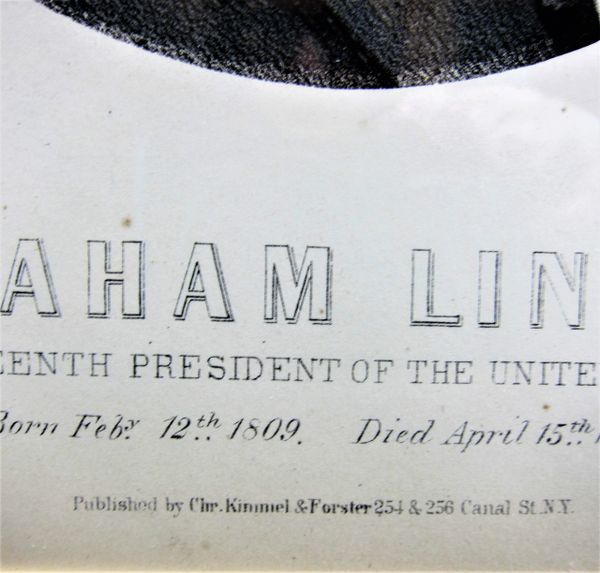 AHAM LIN
EENTH PRESIDENT OF THE UNITE
Born Feby. 12th. 1809. Died April 15th. 1
Published by Chr. Kimmel & Forster 254 & 256 Canal St. N.Y.